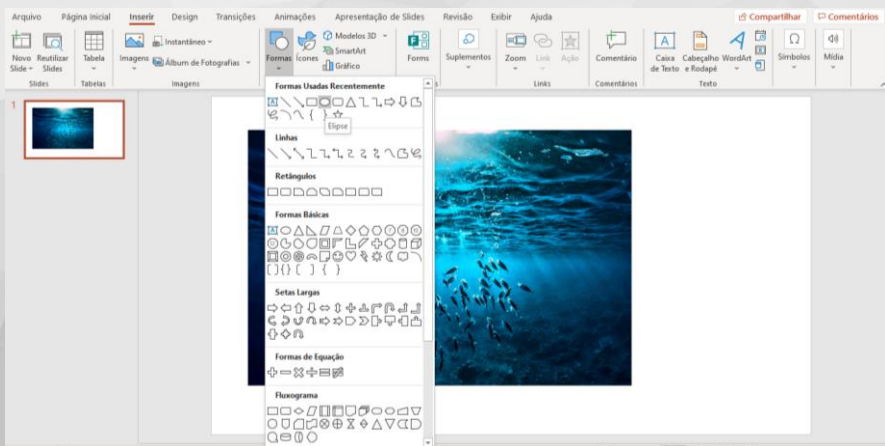 Arquivo Página Inicial Inserir Design Transições Animações Apresentação de Slides Revisão Exibir Ajuda Compartilhar Comentários
Novo Slide Reutilizar Slides Tabela Imagens Instantâneo Álbum de Fotografias Formas Ícones Modelos 3D SmartArt Gráfico Forms Suplementos Zoom Link Ação Comentário Caixa de Texto Cabeçalho e Rodapé WordArt Símbolos Mídia
Slides Tabelas Imagens s Links Comentários Texto
1
Formas Usadas Recentemente
Elipse
Linhas
Retângulos
Formas Básicas
Setas Largas
Formas de Equação
Fluxograma